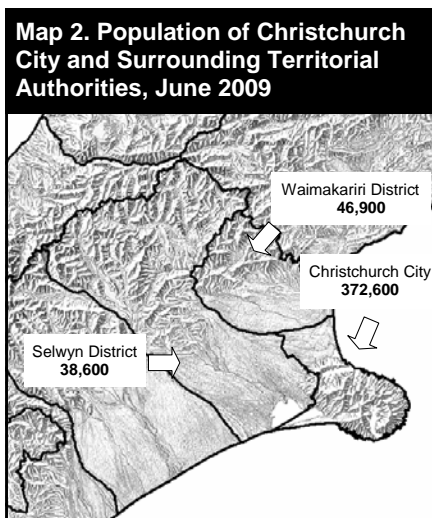 Map 2. Population of Christchurch
City and Surrounding Territorial
Authorities, June 2009
Waimakariri District
46,900
Christchurch City
372,600
Selwyn District
38,600